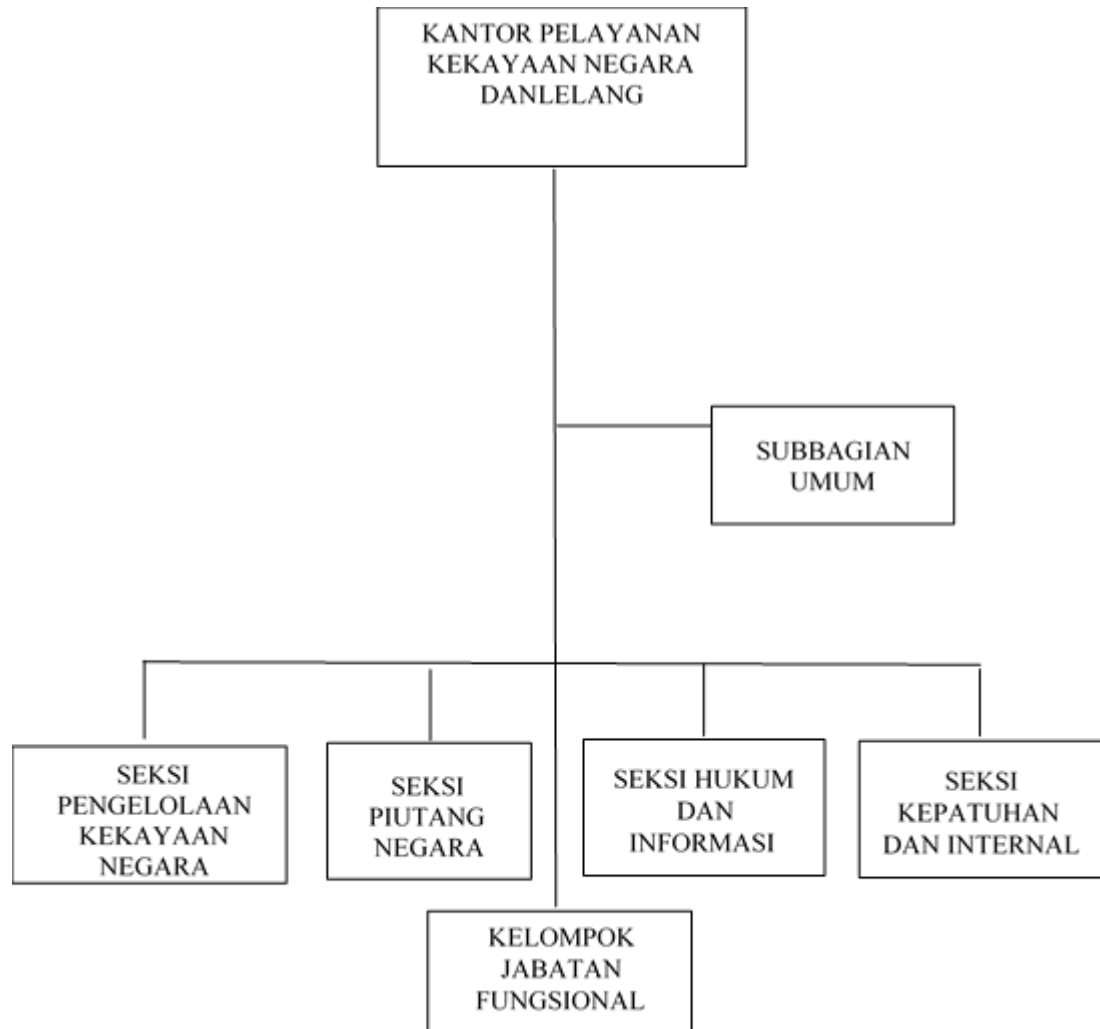 KANTOR PELAYANAN
KEKAYAAN NEGARA
DANLELANG
SUBBAGIAN
UMUM
SEKSI
PENGELOLAAN
KEKAYAAN
NEGARA
SEKSI
PIUTANG
NEGARA
SEKSI HUKUM
DAN
INFORMASI
SEKSI
KEPATUHAN
DAN INTERNAL
KELOMPOK
JABATAN
FUNGSIONAL